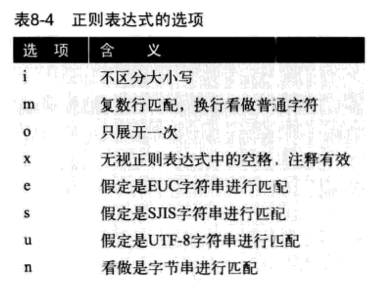 表8-4 正则表达式的选项
选 项 含 义
i 不区分大小写
m 复数行匹配，换行看做普通字符
o 只展开一次
x 无视正则表达式中的空格，注释有效
e 假定是EUC字符串进行匹配
s 假定是SJIS字符串进行匹配
u 假定是UTF-8字符串进行匹配
n 看做是字节串进行匹配